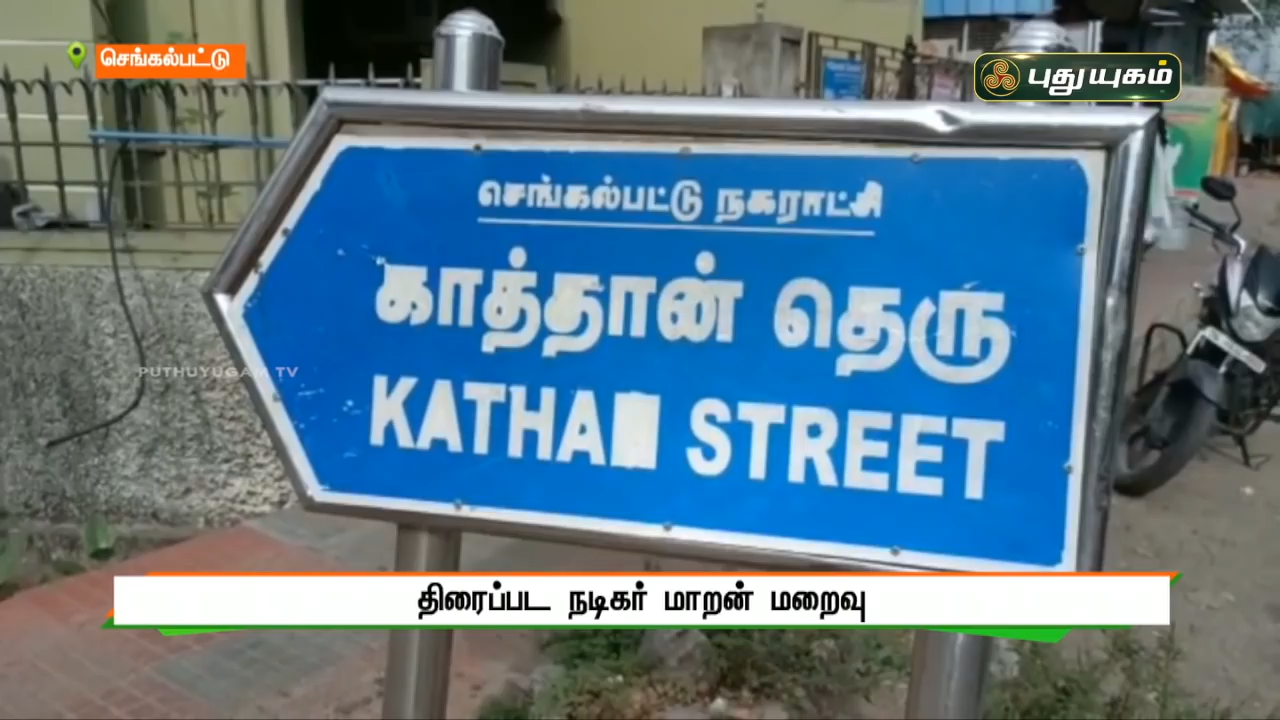 செங்கல்பட்டு
புதுயுகம்
செங்கல்பட்டு நகராட்சி
காத்தான் தெரு
STREET
PUTHUYUGAM TV
திரைப்பட நடிகர் மாறன் மறைவு